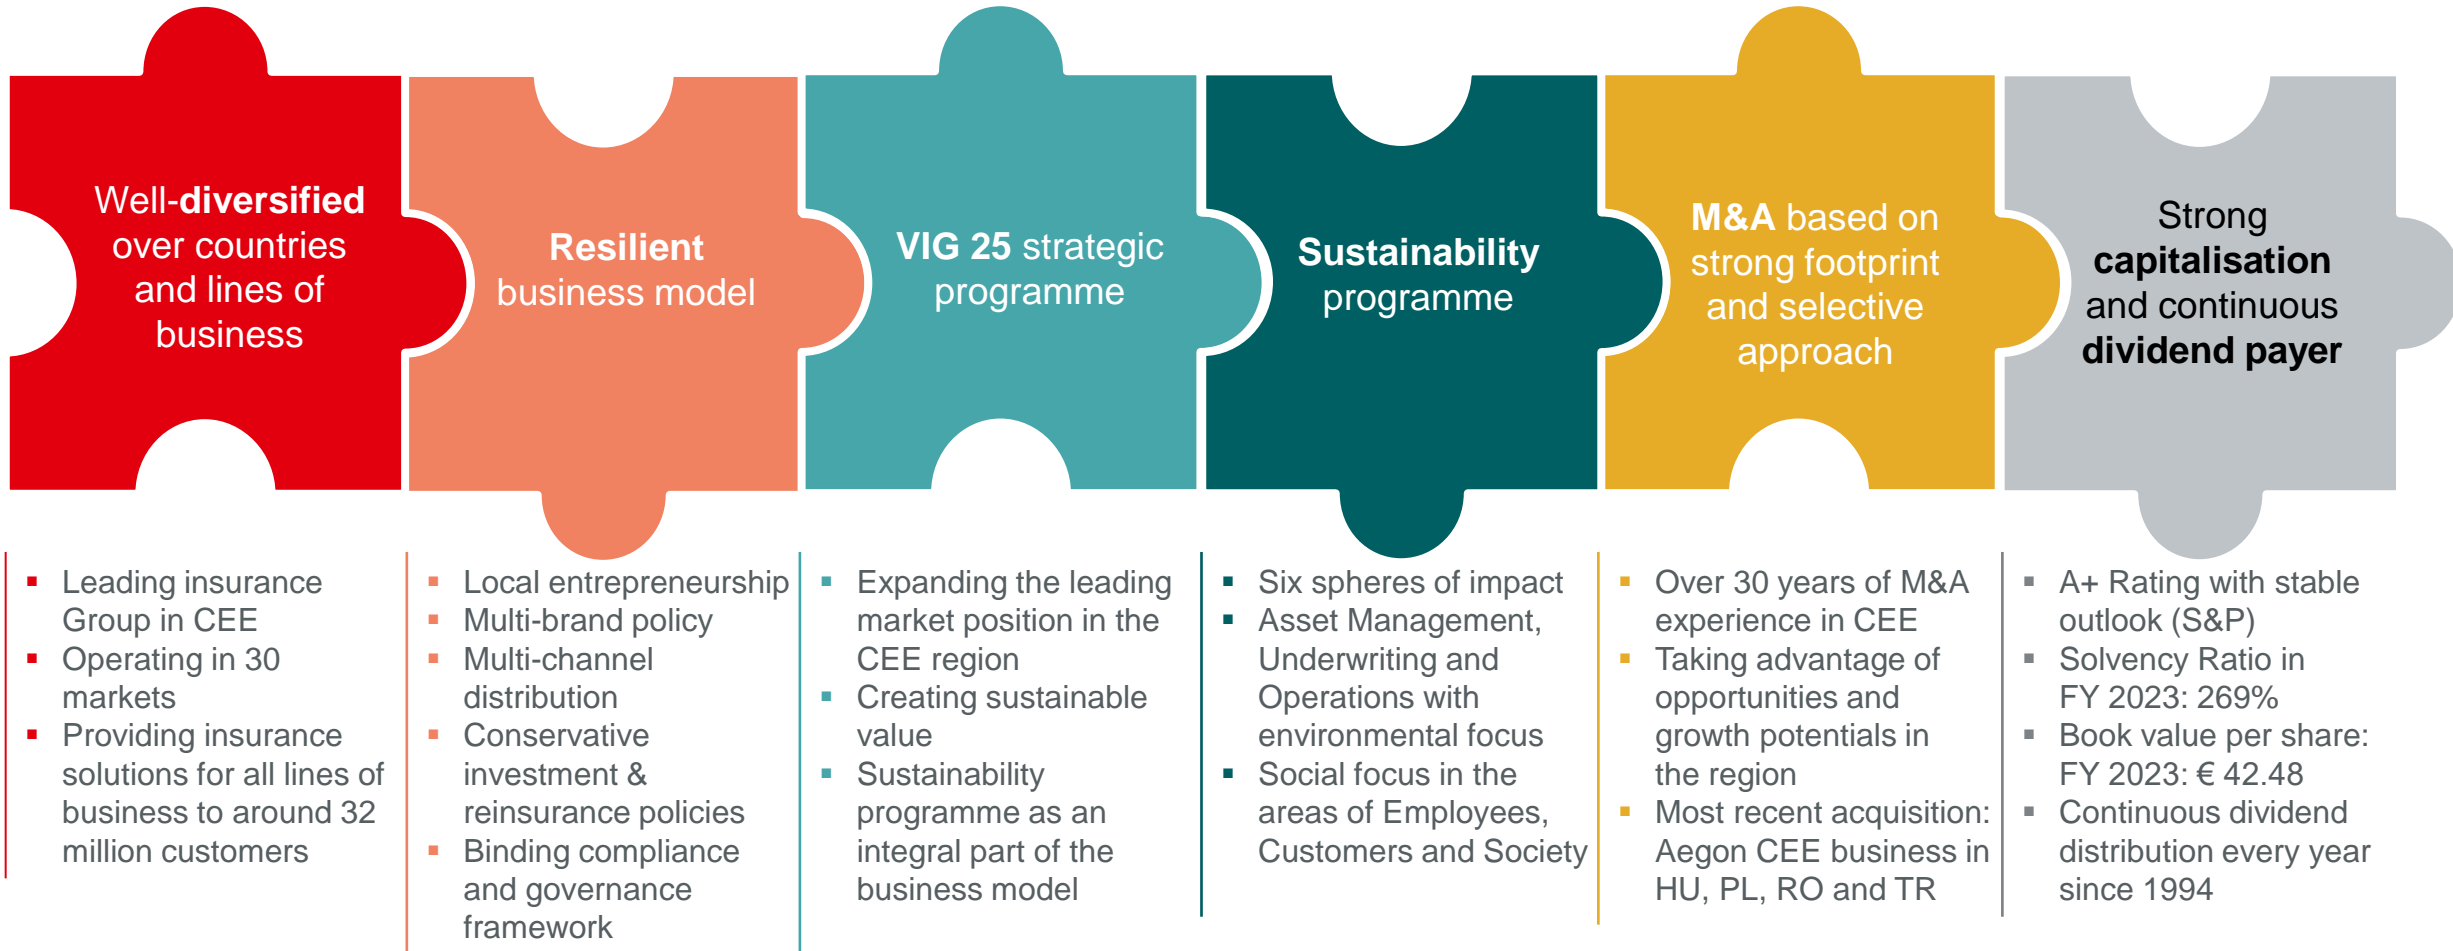 Well-diversified
over countries
and lines of
business
Resilient
business model
VIG 25 strategic
programme
Sustainability
programme
M&A based on
strong footprint
and selective
approach
Strong
capitalisation
and continuous
dividend payer
▪ Leading insurance
Group in CEE
▪ Operating in 30
markets
▪ Providing insurance
solutions for all lines of
business to around 32
million customers
▪ Local entrepreneurship
▪ Multi-brand policy
▪ Multi-channel
distribution
▪ Conservative
investment &
reinsurance policies
▪ Binding compliance
and governance
framework
▪ Expanding the leading
market position in the
CEE region
▪ Creating sustainable
value
▪ Sustainability
programme as an
integral part of the
business model
▪ Six spheres of impact
▪ Asset Management,
Underwriting and
Operations with
environmental focus
▪ Social focus in the
areas of Employees,
Customers and Society
▪ Over 30 years of M&A
experience in CEE
▪ Taking advantage of
opportunities and
growth potentials in
the region
▪ Most recent acquisition:
Aegon CEE business in
HU, PL, RO and TR
▪ A+ Rating with stable
outlook (S&P)
▪ Solvency Ratio in
FY 2023: 269%
▪ Book value per share:
FY 2023: € 42.48
▪ Continuous dividend
distribution every year
since 1994